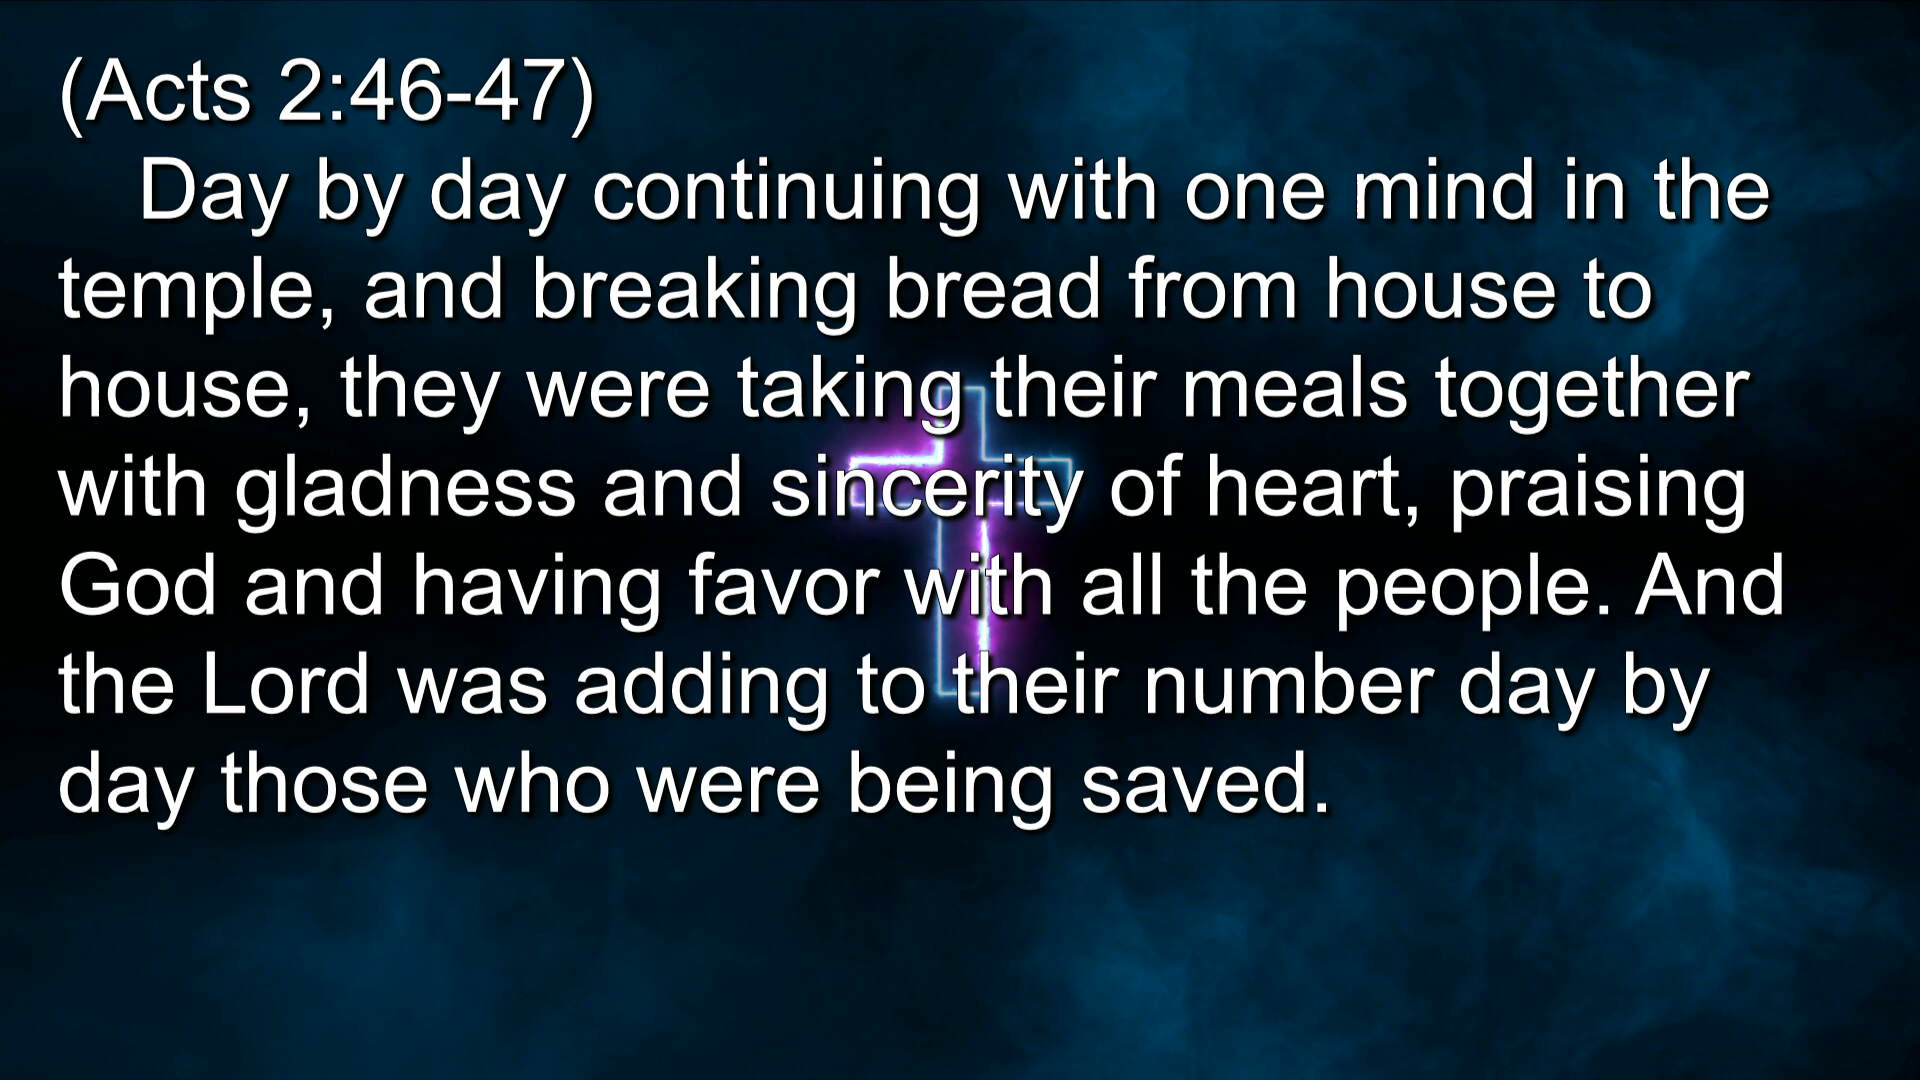 (Acts 2:46-47)
Day by day continuing with one mind in the
temple, and breaking bread from house to
house, they were taking their meals together
with gladness and sincerity of heart, praising
God and having favor with all the people. And
the Lord was adding to their number day by
day those who were being saved.